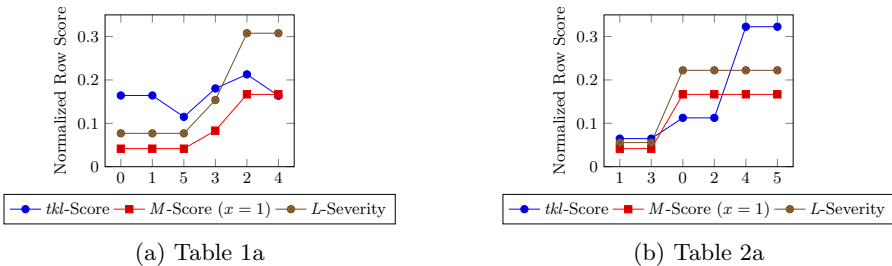 0.3
0.2
0.1
0
Normalized Row Score
0 1 5 3 2 4
tkl-Score M-Score (x = 1) L-Severity
(a) Table 1a
0.3
0.2
0.1
0
Normalized Row Score
1 3 0 2 4 5
tkl-Score M-Score (x = 1) L-Severity
(b) Table 2a